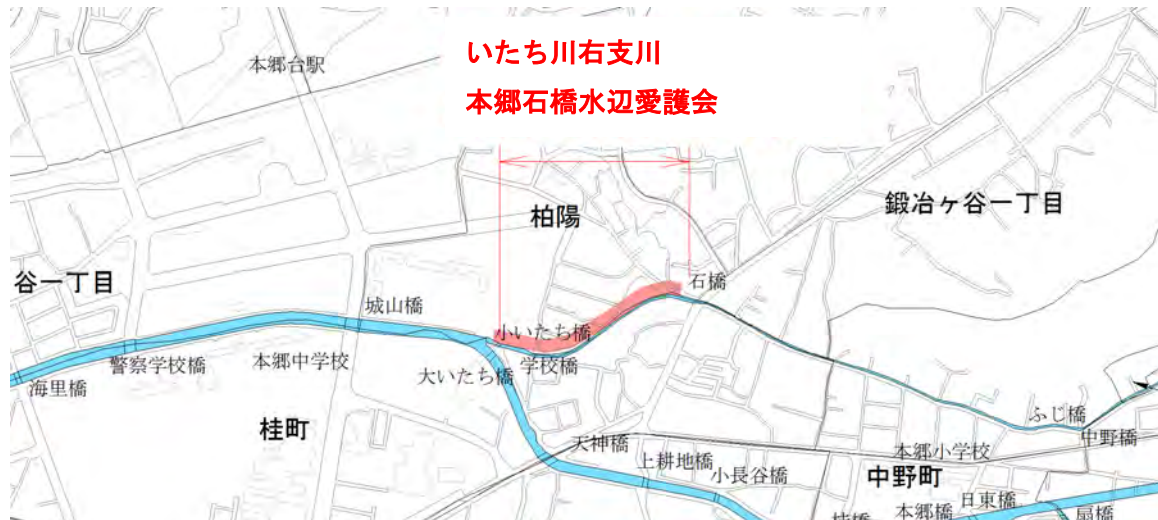 いたち川右支川
本郷石橋水辺愛護会
本郷台駅
柏陽
鍛冶ヶ谷一丁目
谷一丁目
石橋
城山橋
小いたち橋
警察学校橋
本郷中学校
学校橋
大いたち橋
海里橋
桂町
天神橋
本郷小学校
ふじ橋
中野橋
上耕地橋
小長谷橋
中野町
日東橋
本郷橋
扇橋